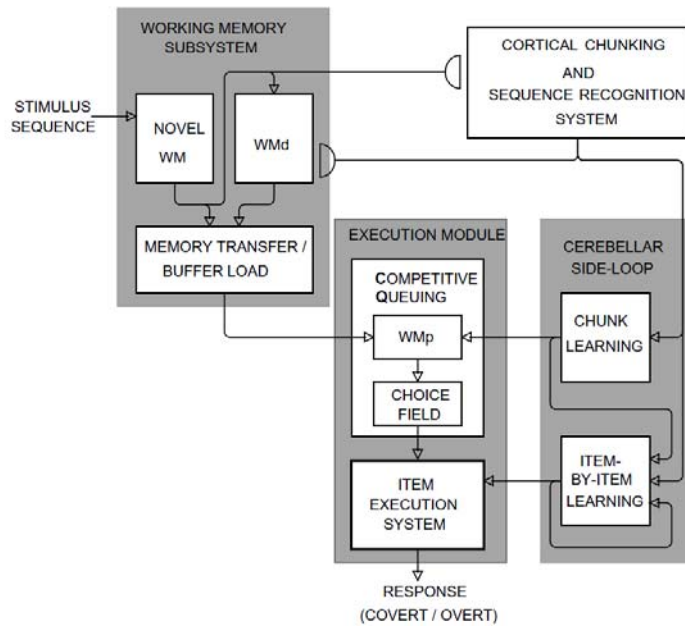 WORKING MEMORY
SUBSYSTEM
CORTICAL CHUNKING
AND
SEQUENCE RECOGNITION
SYSTEM
STIMULUS
SEQUENCE
NOVEL
WM
WMd
MEMORY TRANSFER /
BUFFER LOAD
EXECUTION MODULE
COMPETITIVE
QUEUING
WMp
CHOICE
FIELD
ITEM
EXECUTION
SYSTEM
RESPONSE
(COVERT / OVERT)
CEREBELLAR
SIDE-LOOP
CHUNK
LEARNING
ITEM-
BY-ITEM
LEARNING